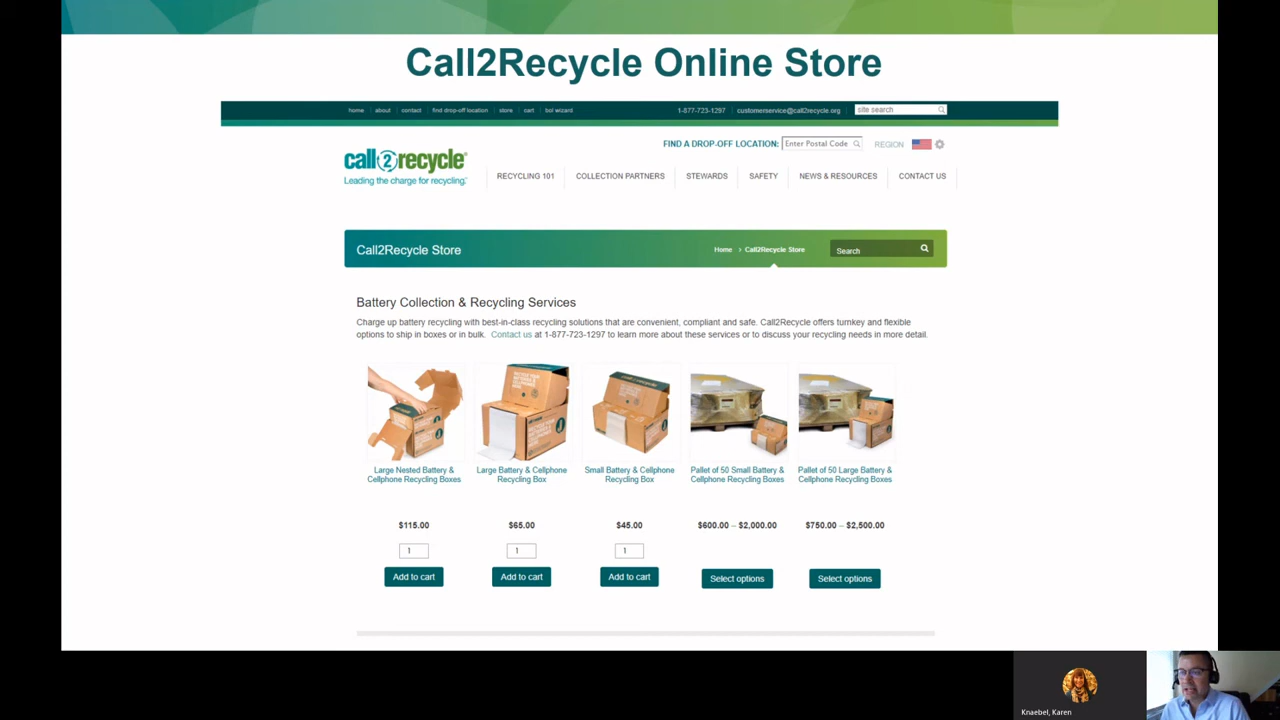 Call2Recycle Online Store
home about contact find drop-off location store cart bol wizard 1-877-723-1297 customerservice@call2recycle.org site search
FIND A DROP-OFF LOCATION: Enter Postal Code REGION
call2recycle
Leading the charge for recycling.
RECYCLING 101 COLLECTION PARTNERS STEWARDS SAFETY NEWS & RESOURCES CONTACT US
Call2Recycle Store Home › Call2Recycle Store Search
Battery Collection & Recycling Services
Charge up battery recycling with best-in-class recycling solutions that are convenient, compliant and safe. Call2Recycle offers turnkey and flexible
options to ship in boxes or in bulk. Contact us at 1-877-723-1297 to learn more about these services or to discuss your recycling needs in more detail.
Large Nested Battery &
Cellphone Recycling Boxes
Large Battery & Cellphone
Recycling Box
Small Battery & Cellphone
Recycling Box
Pallet of 50 Small Battery &
Cellphone Recycling Boxes
Pallet of 50 Large Battery &
Cellphone Recycling Boxes
$115.00 $65.00 $45.00 $600.00 – $2,000.00 $750.00 – $2,500.00
1 1 1
Add to cart Add to cart Add to cart Select options Select options
Knaebel, Karen